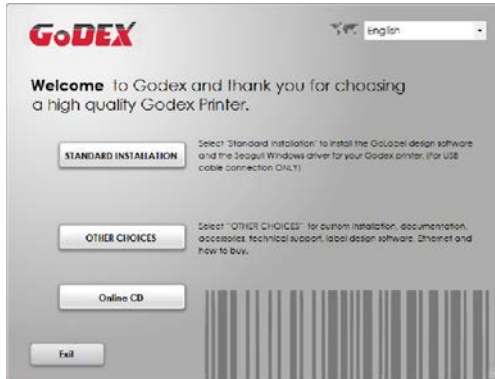 GoDEX
English
Welcome to Godex and thank you for choosing
a high quality Godex Printer.
STANDARD INSTALLATION
Select "Standard Installation" to install the GoLabel design software
and the Seagull Windows driver for your Godex printer. (For USB
cable connection ONLY)
OTHER CHOICES
Select "OTHER CHOICES" for custom installation, documentation,
accessories, technical support, label design software, Ethernet and
how to buy.
Online CD
Exit